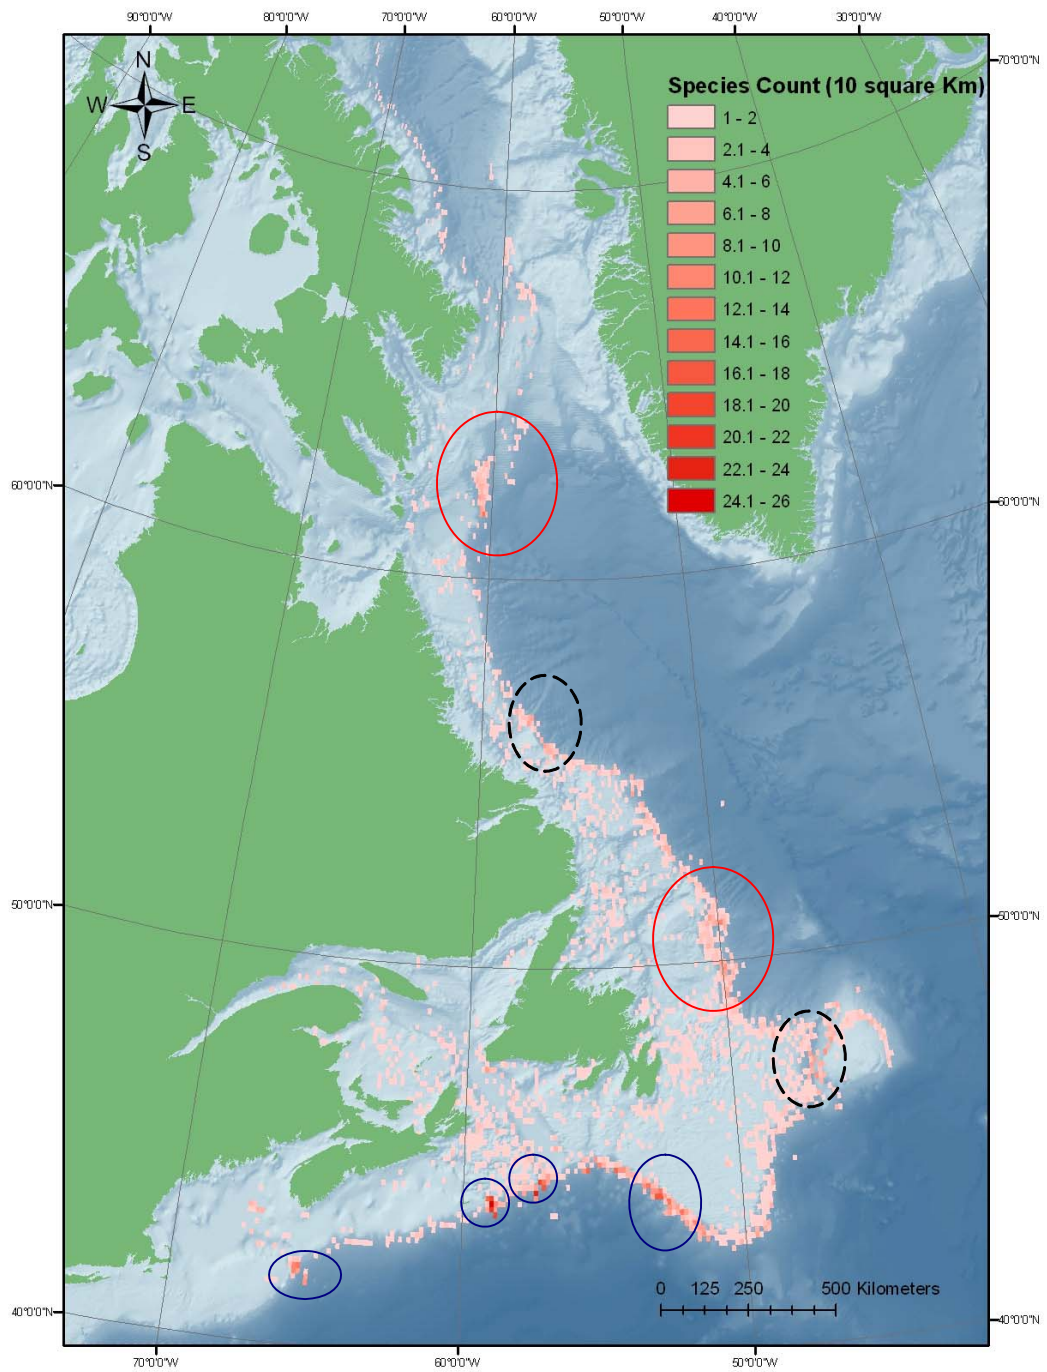 90°0'0"W 80°0'0"W 70°0'0"W 60°0'0"W 50°0'0"W 40°0'0"W 30°0'0"W
N
W E
S
70°0'0"N
Species Count (10 square Km)
1 - 2
2.1 - 4
4.1 - 6
6.1 - 8
8.1 - 10
10.1 - 12
12.1 - 14
14.1 - 16
16.1 - 18
18.1 - 20
20.1 - 22
22.1 - 24
24.1 - 26
60°0'0"N 60°0'0"N
50°0'0"N 50°0'0"N
0 125 250 500 Kilometers
40°0'0"N 40°0'0"N
70°0'0"W 60°0'0"W 50°0'0"W